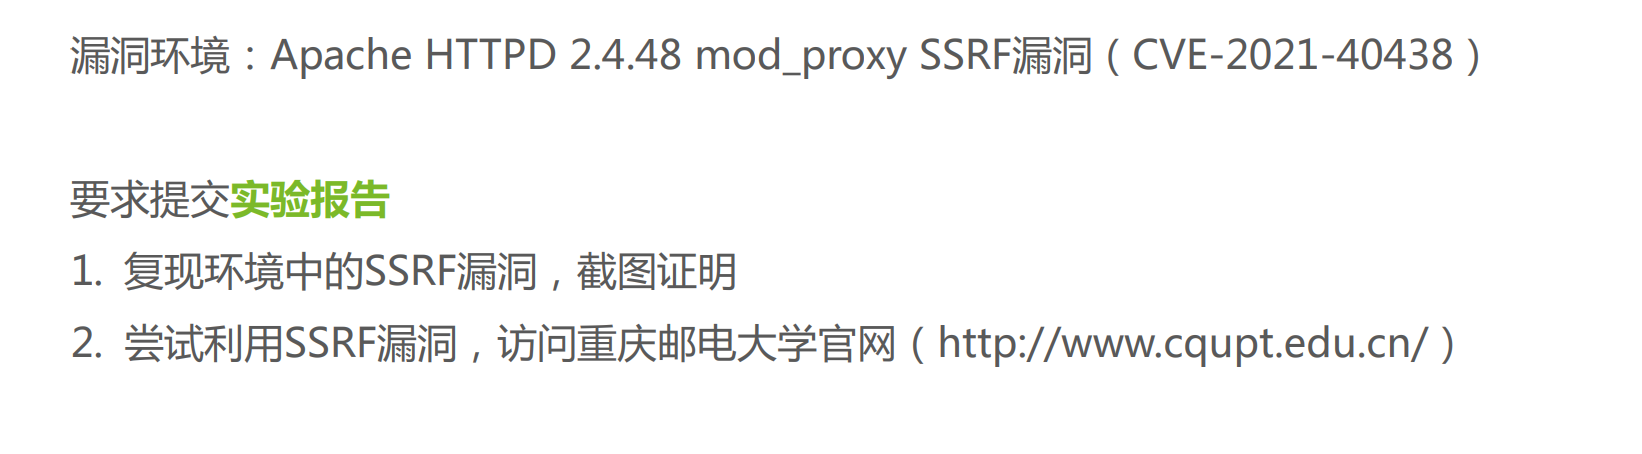 漏洞环境：Apache HTTPD 2.4.48 mod_proxy SSRF漏洞（CVE-2021-40438）
要求提交实验报告
1. 复现环境中的SSRF漏洞，截图证明
2. 尝试利用SSRF漏洞，访问重庆邮电大学官网（http://www.cqupt.edu.cn/）